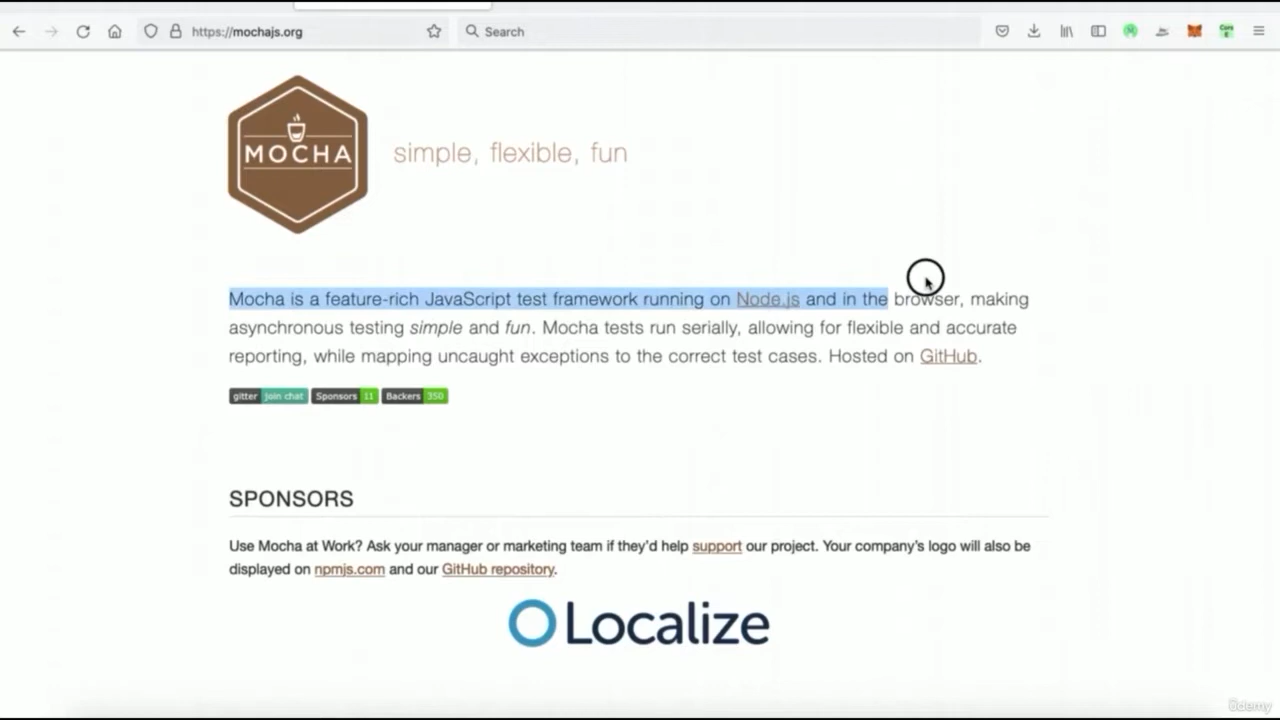 https://mochajs.org
Search
MOCHA
simple, flexible, fun
Mocha is a feature-rich JavaScript test framework running on Node.js and in the browser, making
asynchronous testing simple and fun. Mocha tests run serially, allowing for flexible and accurate
reporting, while mapping uncaught exceptions to the correct test cases. Hosted on GitHub.
gitter join chat Sponsors 11 Backers 350
SPONSORS
Use Mocha at Work? Ask your manager or marketing team if they'd help support our project. Your company's logo will also be
displayed on npmjs.com and our GitHub repository.
Localize
ûdemy